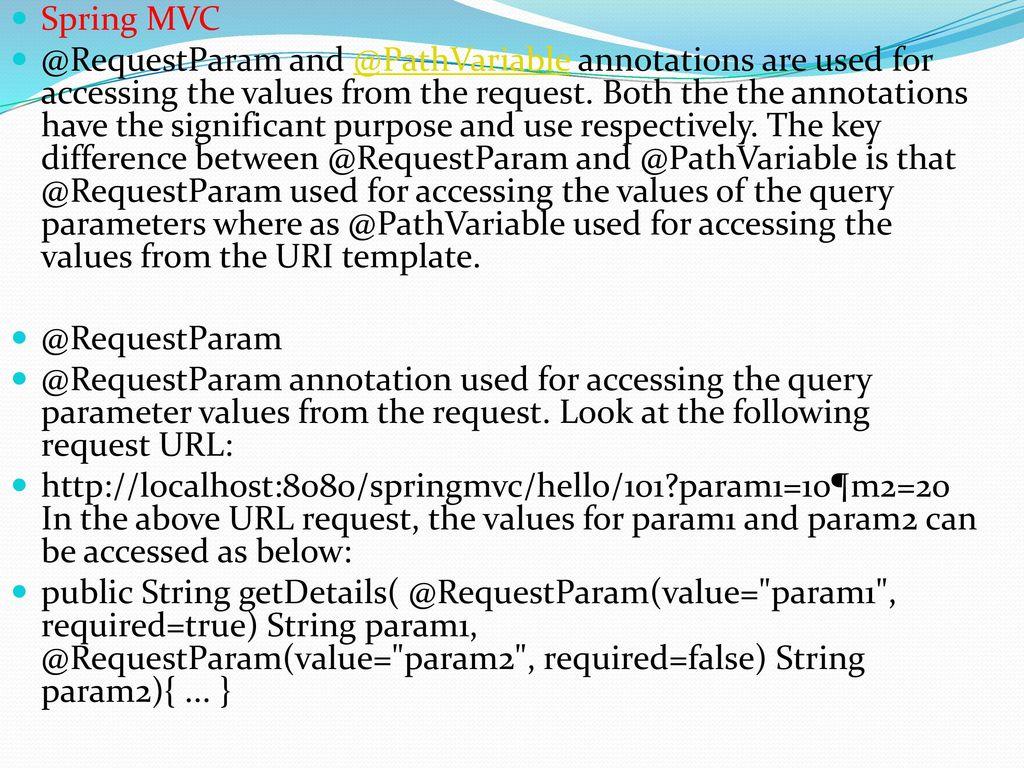 Spring MVC
@RequestParam and @PathVariable annotations are used for
accessing the values from the request. Both the the annotations
have the significant purpose and use respectively. The key
difference between @RequestParam and @PathVariable is that
@RequestParam used for accessing the values of the query
parameters where as @PathVariable used for accessing the
values from the URI template.
@RequestParam
@RequestParam annotation used for accessing the query
parameter values from the request. Look at the following
request URL:
http://localhost:8080/springmvc/hello/101?param1=10¶m2=20
In the above URL request, the values for param1 and param2 can
be accessed as below:
public String getDetails( @RequestParam(value="param1",
required=true) String param1,
@RequestParam(value="param2", required=false) String
param2){ ... }